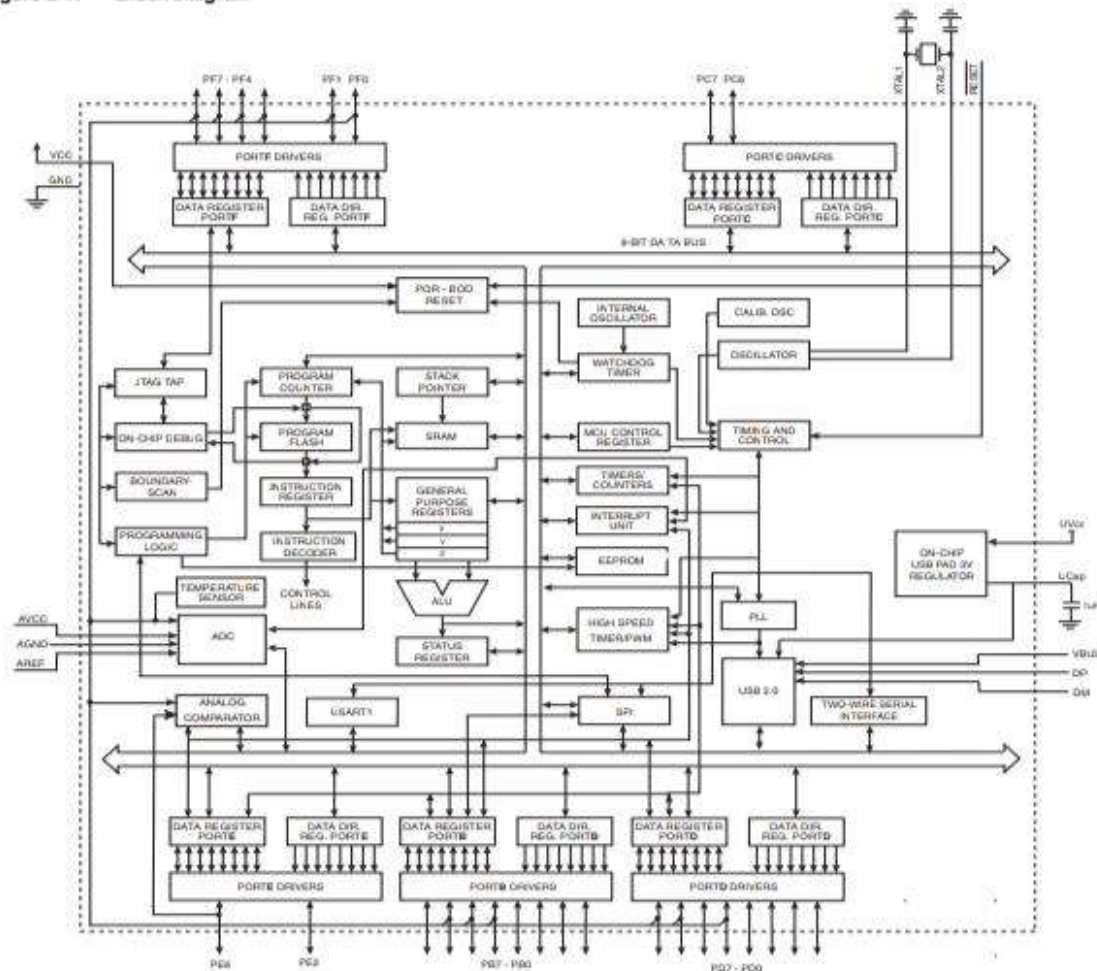 XTAL1
XTAL2
RESET
PF7 - PF4
PF1 PF0
PC7 PC6
VCC
GND
PORTF DRIVERS
PORTC DRIVERS
DATA REGISTER
PORTF
DATA DIR.
REG. PORTF
DATA REGISTER
PORTC
DATA DIR.
REG. PORTC
8-BIT DA TA BUS
POR - BOD
RESET
INTERNAL
OSCILLATOR
CALIB. OSC
OSCILLATOR
WATCHDOG
TIMER
JTAG TAP
PROGRAM
COUNTER
STACK
POINTER
ON-CHIP DEBUG
PROGRAM
FLASH
SRAM
MCU CONTROL
REGISTER
TIMING AND
CONTROL
BOUNDARY-
SCAN
INSTRUCTION
REGISTER
GENERAL
PURPOSE
REGISTERS
X
Y
Z
TIMERS/
COUNTERS
INTERRUPT
UNIT
PROGRAMMING
LOGIC
INSTRUCTION
DECODER
EEPROM
ON-CHIP
USB PAD 3V
REGULATOR
UVcc
UCap
1uF
TEMPERATURE
SENSOR
CONTROL
LINES
ALU
PLL
HIGH SPEED
TIMER/PWM
AVCC
AGND
AREF
ADC
STATUS
REGISTER
USB 2.0
VBUS
DP
DM
ANALOG
COMPARATOR
USART1
SPI
TWO-WIRE SERIAL
INTERFACE
DATA REGISTER
PORTE
DATA DIR.
REG. PORTE
DATA REGISTER
PORTB
DATA DIR.
REG. PORTB
DATA REGISTER
PORTD
DATA DIR.
REG. PORTD
PORTE DRIVERS
PORTB DRIVERS
PORTD DRIVERS
PE6
PE2
PB7 - PB0
PD7 - PD0